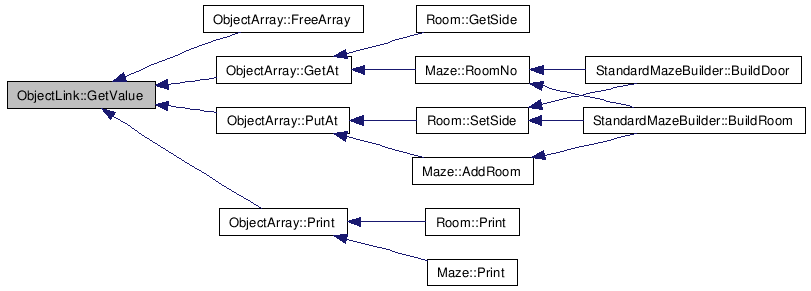 ObjectArray::FreeArray
Room::GetSide
ObjectArray::GetAt
Maze::RoomNo
StandardMazeBuilder::BuildDoor
ObjectLink::GetValue
ObjectArray::PutAt
Room::SetSide
StandardMazeBuilder::BuildRoom
Maze::AddRoom
ObjectArray::Print
Room::Print
Maze::Print